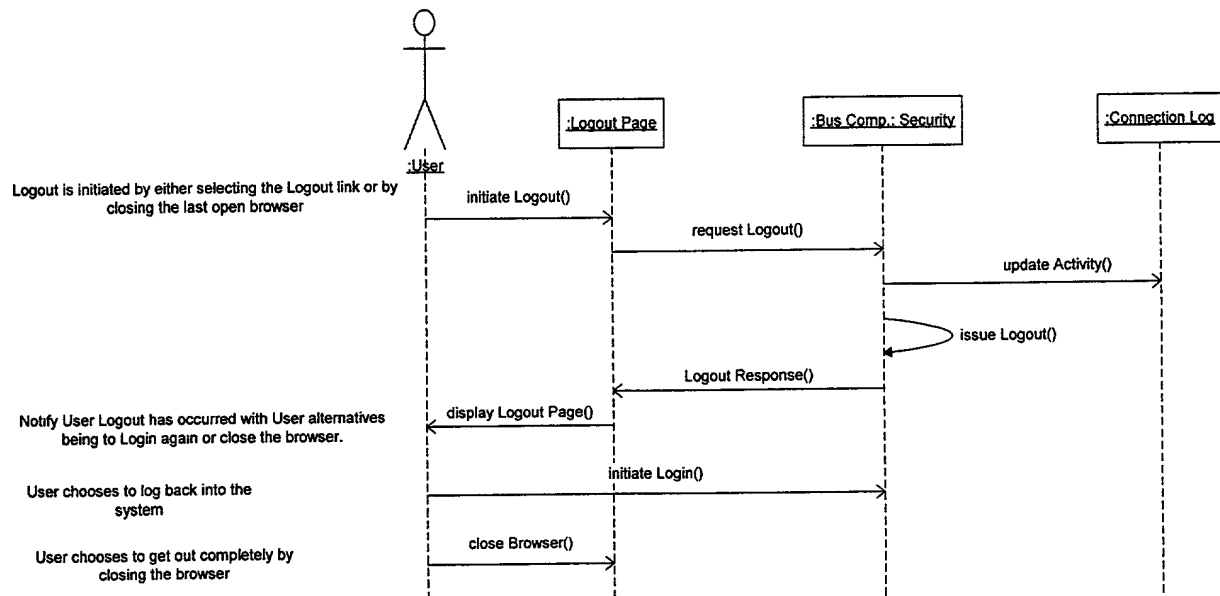 :Logout Page
:Bus Comp.: Security
:Connection Log
:User
Logout is initiated by either selecting the Logout link or by
closing the last open browser
initiate Logout()
request Logout()
update Activity()
issue Logout()
Logout Response()
Notify User Logout has occurred with User alternatives
being to Login again or close the browser.
display Logout Page()
initiate Login()
User chooses to log back into the
system
close Browser()
User chooses to get out completely by
closing the browser